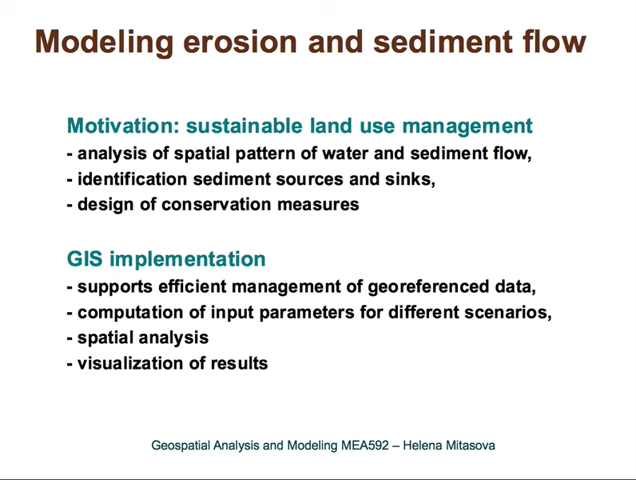 Modeling erosion and sediment flow
Motivation: sustainable land use management
- analysis of spatial pattern of water and sediment flow,
- identification sediment sources and sinks,
- design of conservation measures
GIS implementation
- supports efficient management of georeferenced data,
- computation of input parameters for different scenarios,
- spatial analysis
- visualization of results
Geospatial Analysis and Modeling MEA592 – Helena Mitasova